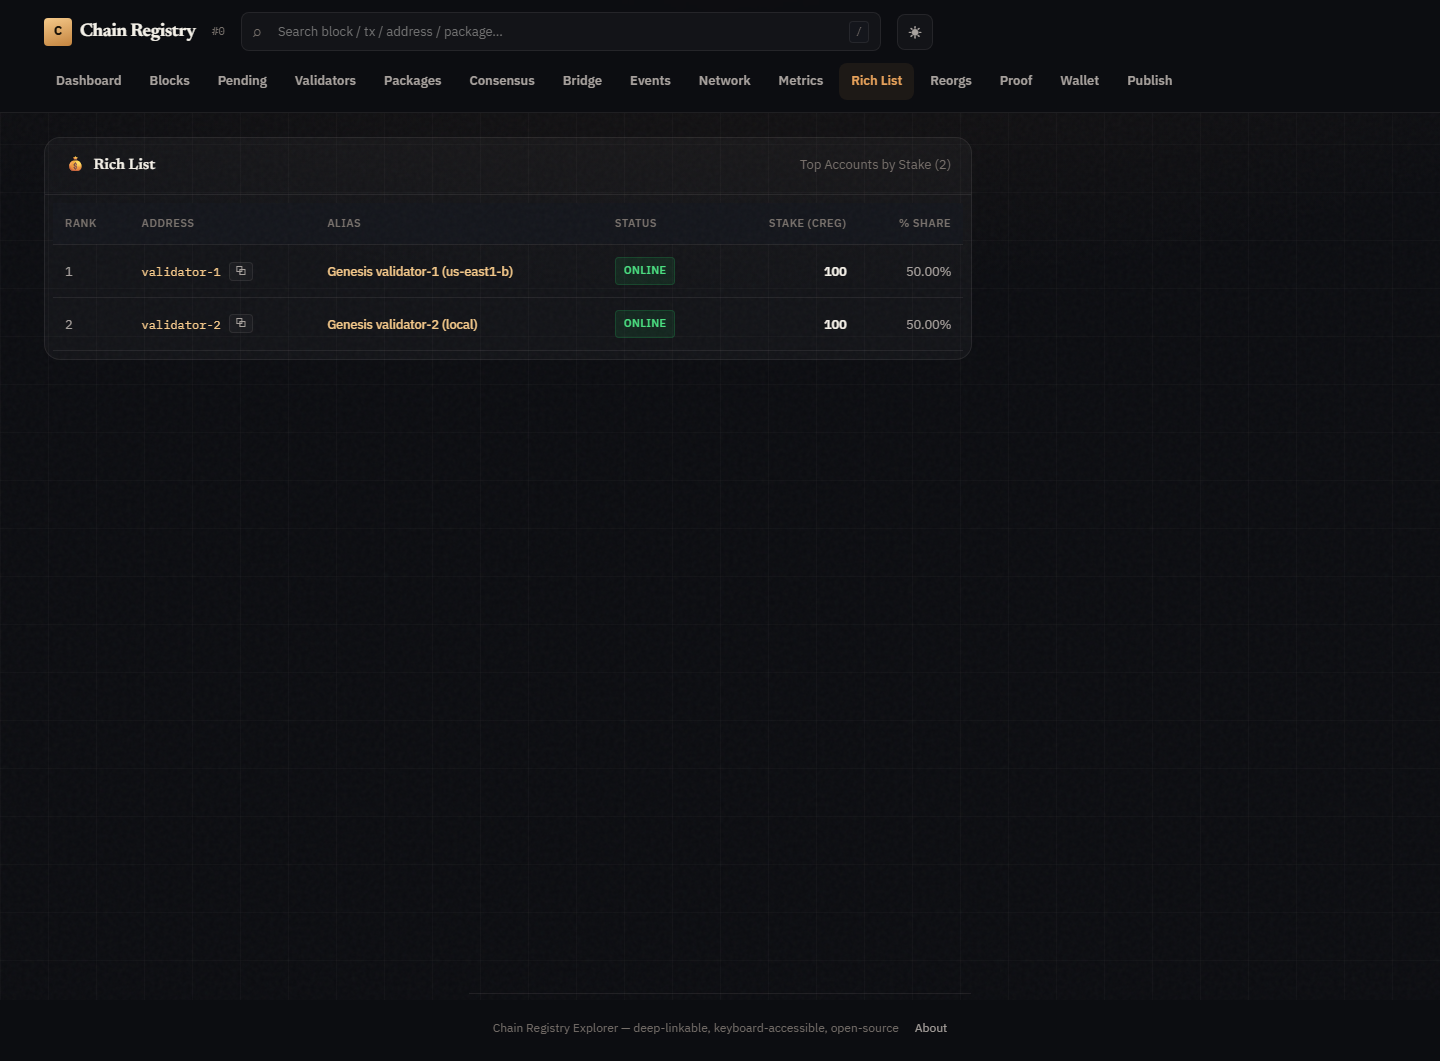 C Chain Registry #0 Search block / tx / address / package... /
Dashboard Blocks Pending Validators Packages Consensus Bridge Events Network Metrics Rich List Reorgs Proof Wallet Publish
Rich List Top Accounts by Stake (2)
RANK ADDRESS ALIAS STATUS STAKE (CREG) % SHARE
1 validator-1 Genesis validator-1 (us-east1-b) ONLINE 100 50.00%
2 validator-2 Genesis validator-2 (local) ONLINE 100 50.00%
Chain Registry Explorer — deep-linkable, keyboard-accessible, open-source About